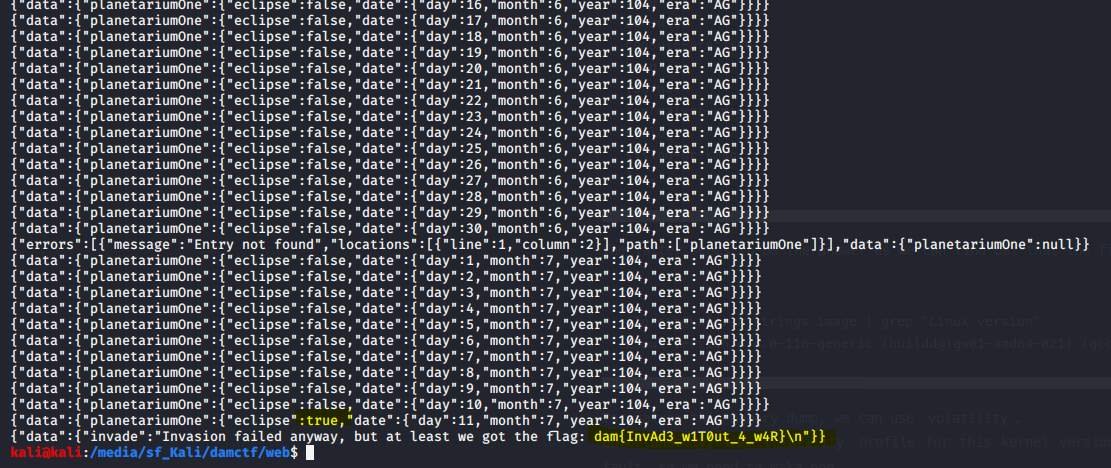 {"data":{"planetariumOne":{"eclipse":false,"date":{"day":16,"month":6,"year":104,"era":"AG"}}}}
{"data":{"planetariumOne":{"eclipse":false,"date":{"day":17,"month":6,"year":104,"era":"AG"}}}}
{"data":{"planetariumOne":{"eclipse":false,"date":{"day":18,"month":6,"year":104,"era":"AG"}}}}
{"data":{"planetariumOne":{"eclipse":false,"date":{"day":19,"month":6,"year":104,"era":"AG"}}}}
{"data":{"planetariumOne":{"eclipse":false,"date":{"day":20,"month":6,"year":104,"era":"AG"}}}}
{"data":{"planetariumOne":{"eclipse":false,"date":{"day":21,"month":6,"year":104,"era":"AG"}}}}
{"data":{"planetariumOne":{"eclipse":false,"date":{"day":22,"month":6,"year":104,"era":"AG"}}}}
{"data":{"planetariumOne":{"eclipse":false,"date":{"day":23,"month":6,"year":104,"era":"AG"}}}}
{"data":{"planetariumOne":{"eclipse":false,"date":{"day":24,"month":6,"year":104,"era":"AG"}}}}
{"data":{"planetariumOne":{"eclipse":false,"date":{"day":25,"month":6,"year":104,"era":"AG"}}}}
{"data":{"planetariumOne":{"eclipse":false,"date":{"day":26,"month":6,"year":104,"era":"AG"}}}}
{"data":{"planetariumOne":{"eclipse":false,"date":{"day":27,"month":6,"year":104,"era":"AG"}}}}
{"data":{"planetariumOne":{"eclipse":false,"date":{"day":28,"month":6,"year":104,"era":"AG"}}}}
{"data":{"planetariumOne":{"eclipse":false,"date":{"day":29,"month":6,"year":104,"era":"AG"}}}}
{"data":{"planetariumOne":{"eclipse":false,"date":{"day":30,"month":6,"year":104,"era":"AG"}}}}
{"errors":[{"message":"Entry not found","locations":[{"line":1,"column":2}],"path":["planetariumOne"]}],"data":{"planetariumOne":null}}
{"data":{"planetariumOne":{"eclipse":false,"date":{"day":1,"month":7,"year":104,"era":"AG"}}}}
{"data":{"planetariumOne":{"eclipse":false,"date":{"day":2,"month":7,"year":104,"era":"AG"}}}}
{"data":{"planetariumOne":{"eclipse":false,"date":{"day":3,"month":7,"year":104,"era":"AG"}}}}
{"data":{"planetariumOne":{"eclipse":false,"date":{"day":4,"month":7,"year":104,"era":"AG"}}}}
{"data":{"planetariumOne":{"eclipse":false,"date":{"day":5,"month":7,"year":104,"era":"AG"}}}}
rings image | grep "Linux version"
{"data":{"planetariumOne":{"eclipse":false,"date":{"day":6,"month":7,"year":104,"era":"AG"}}}}
{"data":{"planetariumOne":{"eclipse":false,"date":{"day":7,"month":7,"year":104,"era":"AG"}}}}
{"data":{"planetariumOne":{"eclipse":false,"date":{"day":8,"month":7,"year":104,"era":"AG"}}}}
{"data":{"planetariumOne":{"eclipse":false,"date":{"day":9,"month":7,"year":104,"era":"AG"}}}}
{"data":{"planetariumOne":{"eclipse":false,"date":{"day":10,"month":7,"year":104,"era":"AG"}}}}
{"data":{"planetariumOne":{"eclipse":true,"date":{"day":11,"month":7,"year":104,"era":"AG"}}}}
dump, we can use volatility.
{"data":{"invade":"Invasion failed anyway, but at least we got the flag: dam{InvAd3_w1T0ut_4_w4R}\n"}}
profile for this kernel version
kali@kali:/media/sf_Kali/damctf/web$